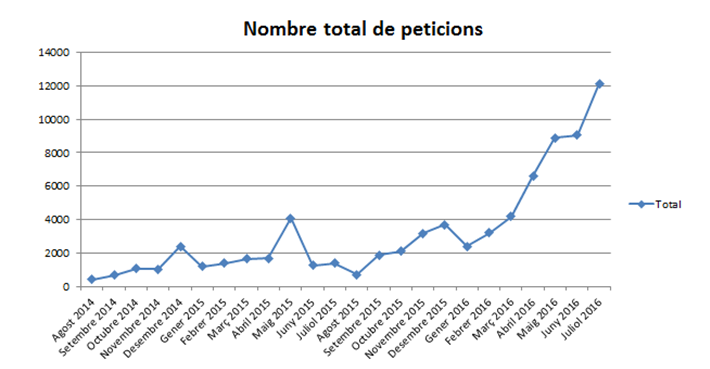 Nombre total de peticions
14000
12000
10000
8000
6000
4000
2000
0
Agost 2014
Setembre 2014
Octubre 2014
Novembre 2014
Desembre 2014
Gener 2015
Febrer 2015
Març 2015
Abril 2015
Maig 2015
Juny 2015
Juliol 2015
Agost 2015
Setembre 2015
Octubre 2015
Novembre 2015
Desembre 2015
Gener 2016
Febrer 2016
Març 2016
Abril 2016
Maig 2016
Juny 2016
Juliol 2016
Total